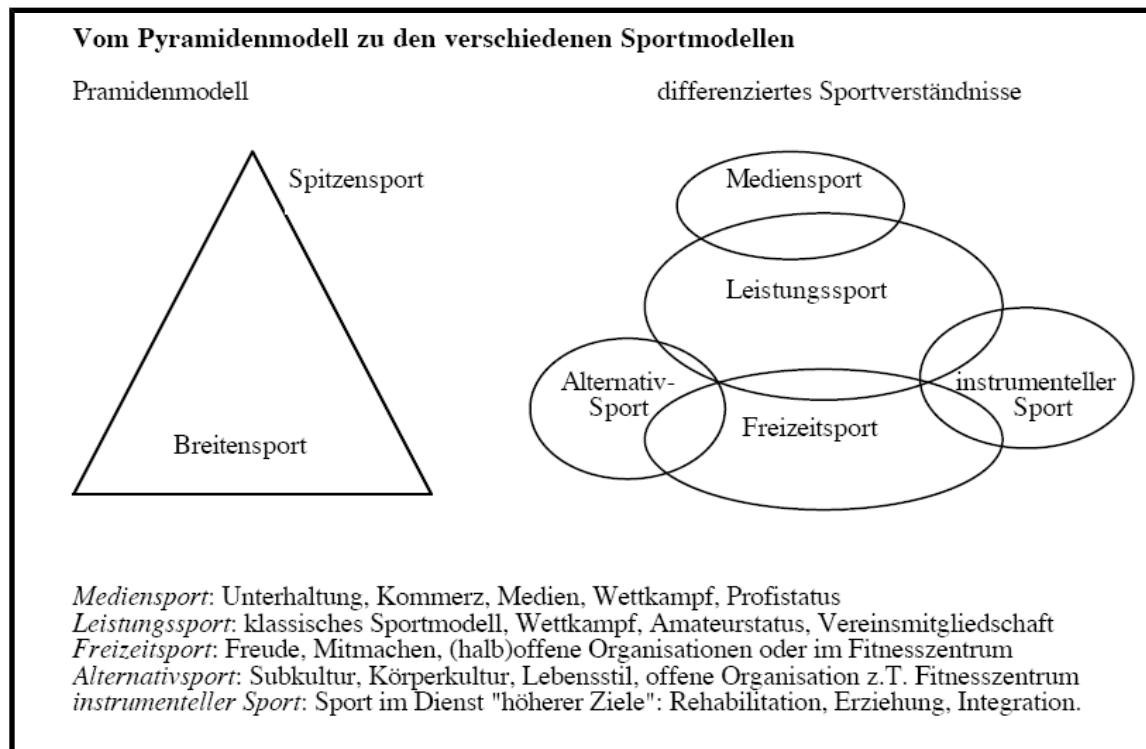 Vom Pyramidenmodell zu den verschiedenen Sportmodellen
Pramidenmodell
differenziertes Sportverständnisse
Spitzensport
Breitensport
Mediensport
Leistungssport
Alternativ-
Sport
instrumenteller
Sport
Freizeitsport
Mediensport: Unterhaltung, Kommerz, Medien, Wettkampf, Profistatus
Leistungssport: klassisches Sportmodell, Wettkampf, Amateurstatus, Vereinsmitgliedschaft
Freizeitsport: Freude, Mitmachen, (halb)offene Organisationen oder im Fitnesszentrum
Alternativsport: Subkultur, Körperkultur, Lebensstil, offene Organisation z.T. Fitnesszentrum
instrumenteller Sport: Sport im Dienst "höherer Ziele": Rehabilitation, Erziehung, Integration.